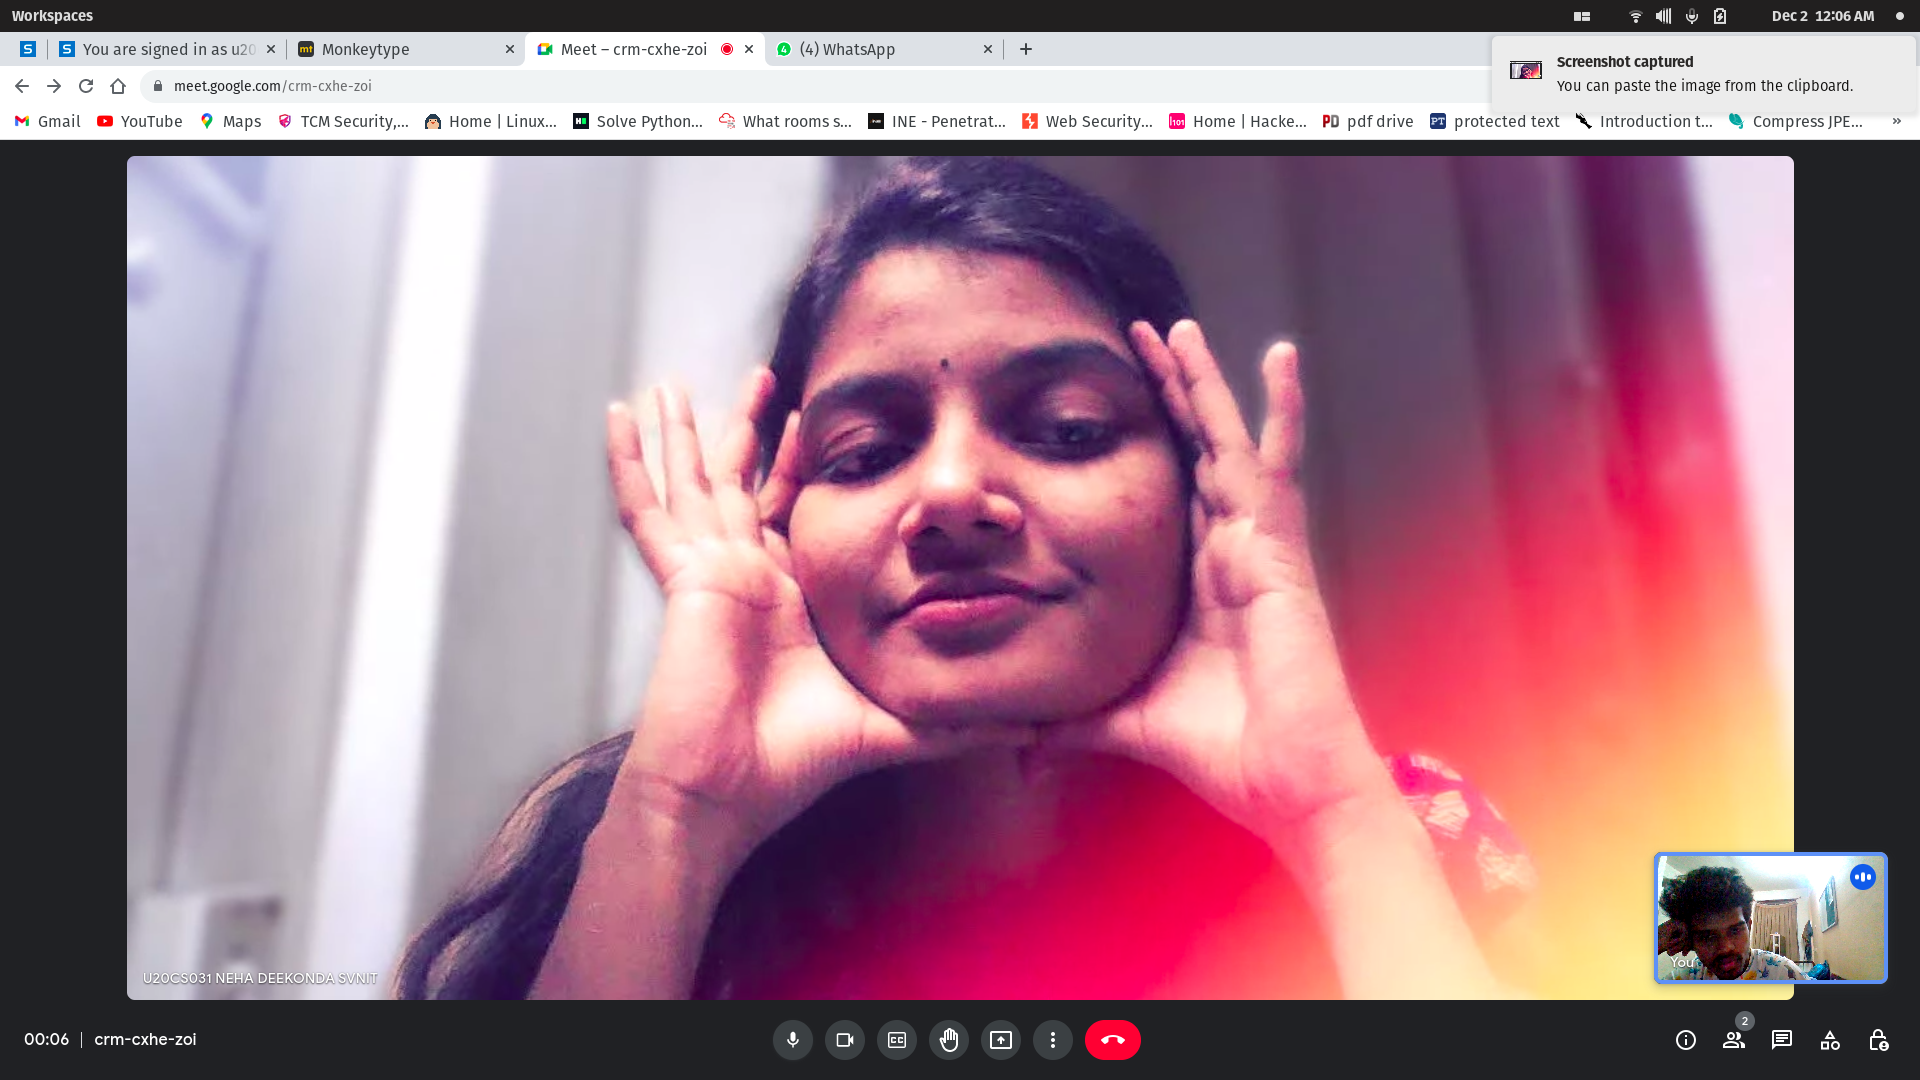 Workspaces
Dec 2 12:06 AM
You are signed in as u20
Monkeytype
Meet – crm-cxhe-zoi
(4) WhatsApp
Screenshot captured
You can paste the image from the clipboard.
meet.google.com/crm-cxhe-zoi
Gmail
YouTube
Maps
TCM Security,...
Home | Linux...
Solve Python...
What rooms s...
INE - Penetrat...
Web Security...
Home | Hacke...
pdf drive
protected text
Introduction t...
Compress JPE...
»
You
U20CS031 NEHA DEEKONDA SVNIT
00:06 | crm-cxhe-zoi
2